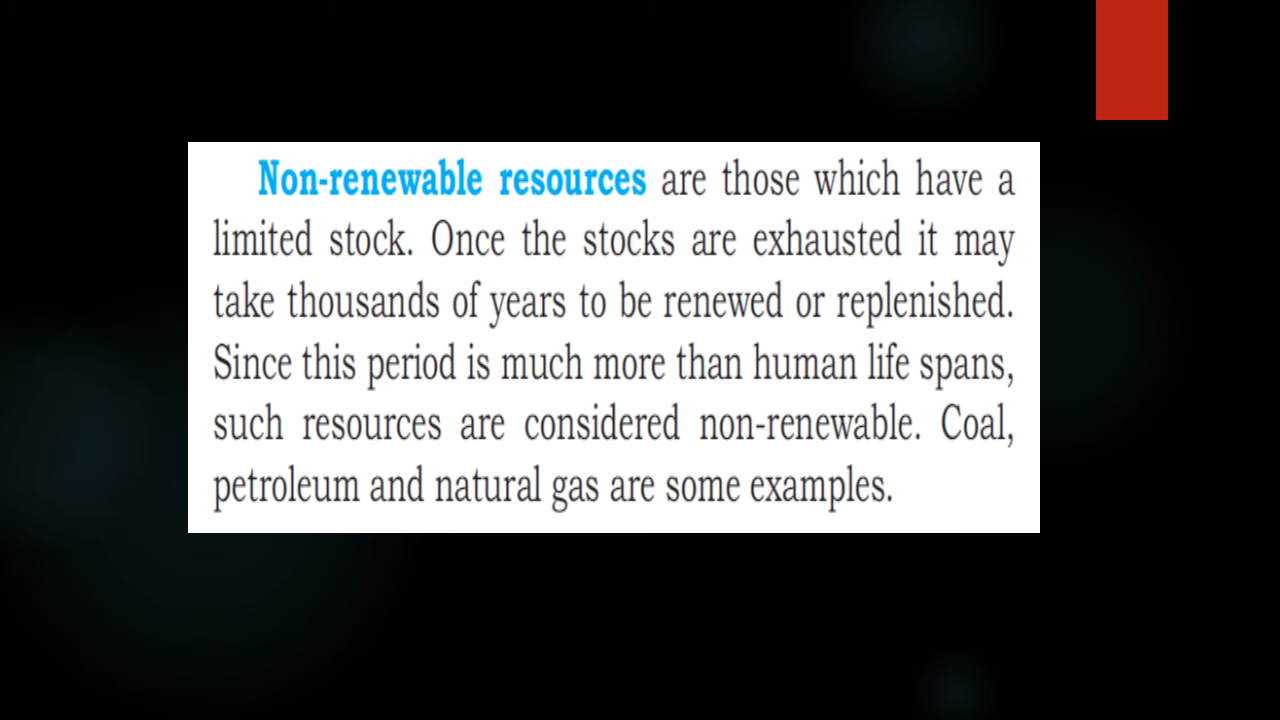 Non-renewable resources are those which have a
limited stock. Once the stocks are exhausted it may
take thousands of years to be renewed or replenished.
Since this period is much more than human life spans,
such resources are considered non-renewable. Coal,
petroleum and natural gas are some examples.